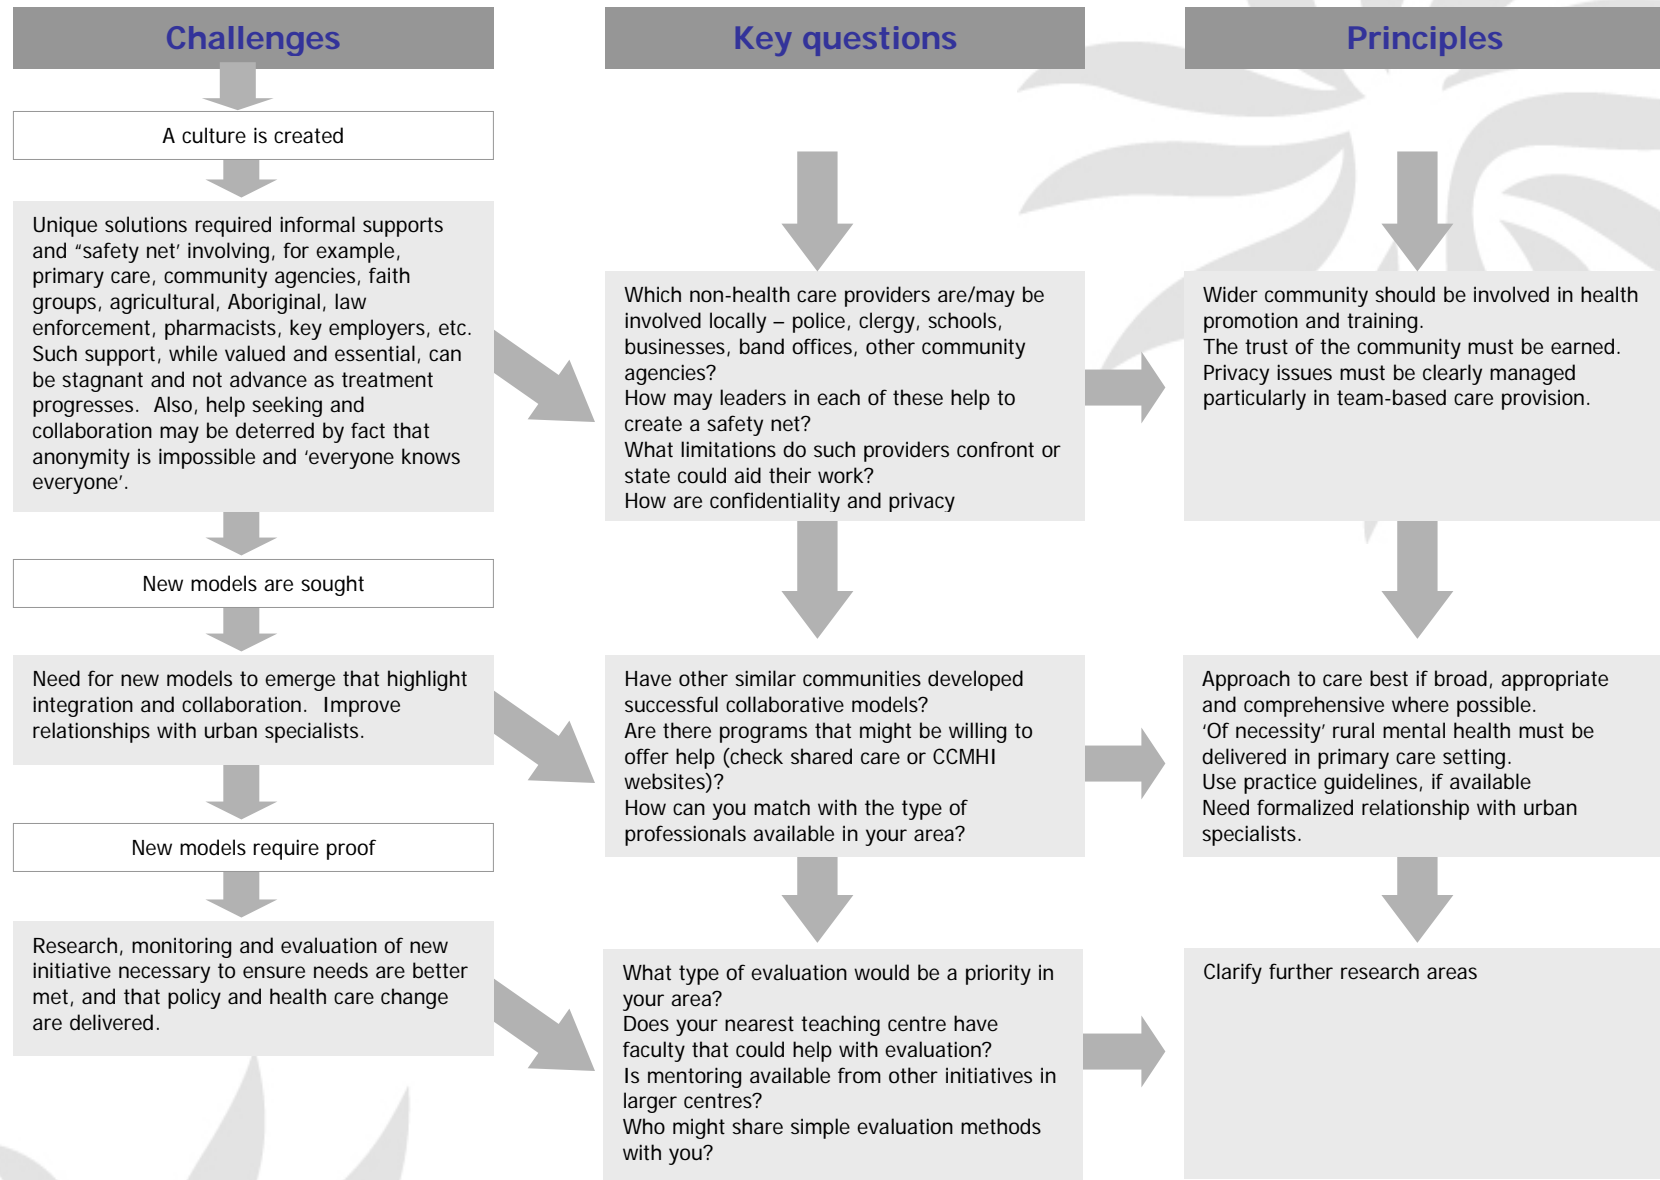 Challenges
Key questions
Principles
A culture is created
Unique solutions required informal supports
and “safety net’ involving, for example,
primary care, community agencies, faith
groups, agricultural, Aboriginal, law
enforcement, pharmacists, key employers, etc.
Such support, while valued and essential, can
be stagnant and not advance as treatment
progresses.  Also, help seeking and
collaboration may be deterred by fact that
anonymity is impossible and ‘everyone knows
everyone’.
Which non-health care providers are/may be
involved locally – police, clergy, schools,
businesses, band offices, other community
agencies?
How may leaders in each of these help to
create a safety net?
What limitations do such providers confront or
state could aid their work?
How are confidentiality and privacy
Wider community should be involved in health
promotion and training.
The trust of the community must be earned.
Privacy issues must be clearly managed
particularly in team-based care provision.
New models are sought
Need for new models to emerge that highlight
integration and collaboration.  Improve
relationships with urban specialists.
Have other similar communities developed
successful collaborative models?
Are there programs that might be willing to
offer help (check shared care or CCMHI
websites)?
How can you match with the type of
professionals available in your area?
Approach to care best if broad, appropriate
and comprehensive where possible.
‘Of necessity’ rural mental health must be
delivered in primary care setting.
Use practice guidelines, if available
Need formalized relationship with urban
specialists.
New models require proof
Research, monitoring and evaluation of new
initiative necessary to ensure needs are better
met, and that policy and health care change
are delivered.
What type of evaluation would be a priority in
your area?
Does your nearest teaching centre have
faculty that could help with evaluation?
Is mentoring available from other initiatives in
larger centres?
Who might share simple evaluation methods
with you?
Clarify further research areas